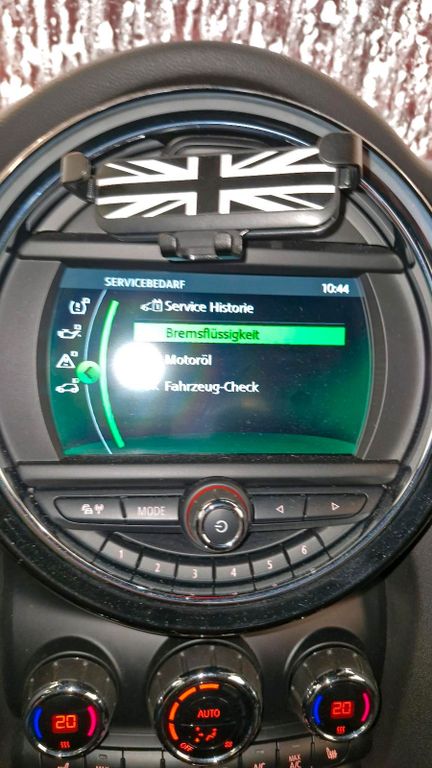 SERVICEBEDARF 10:44
Service Historie
Bremsflüssigkeit
Motoröl
Fahrzeug-Check
MODE
1 2 3 4 5 6
20 AUTO 20
OFF
A/C MAX A/C